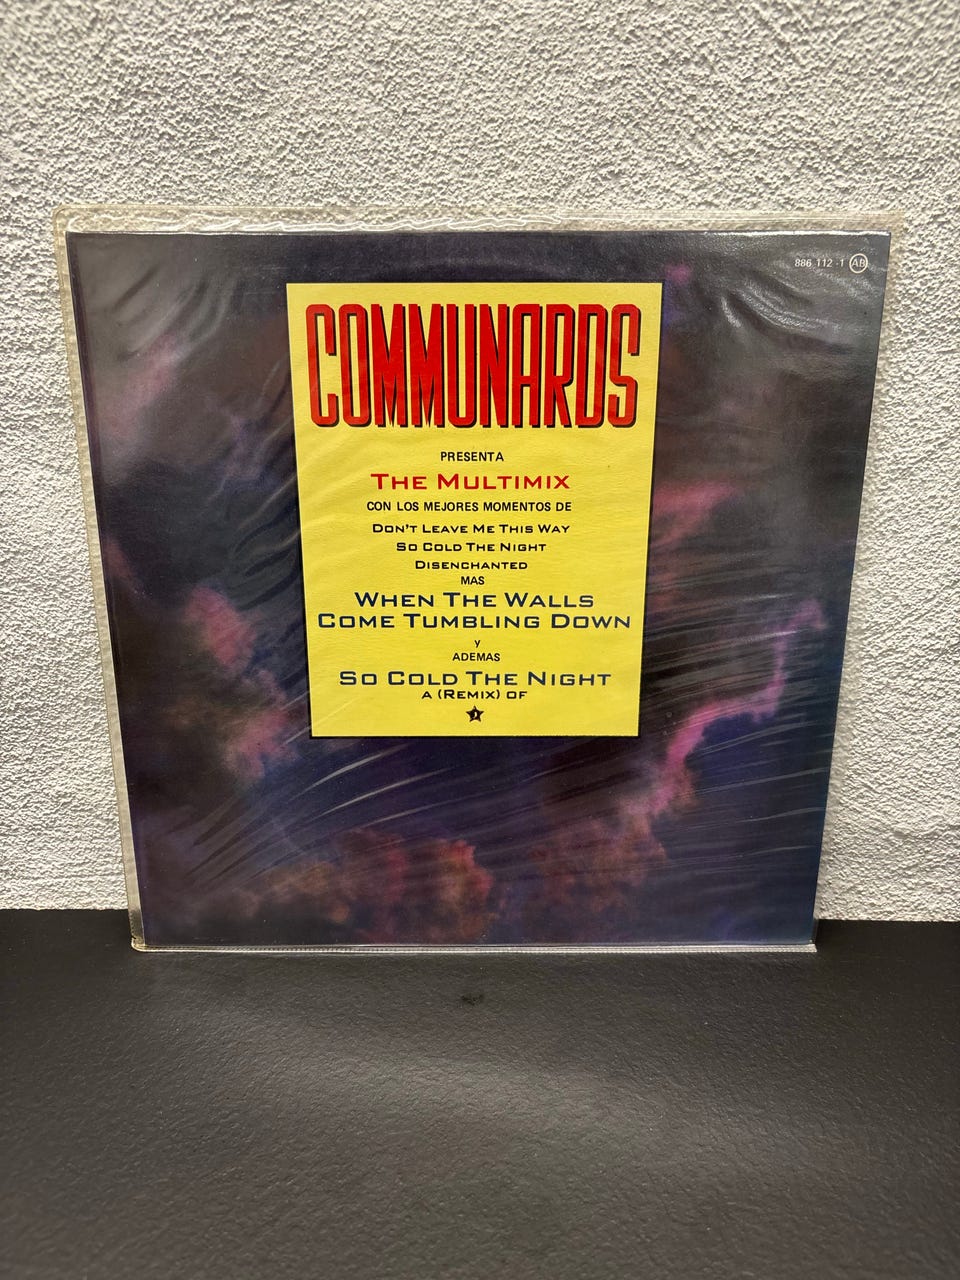 886 112-1 AB
COMMUNARDS
PRESENTA
THE MULTIMIX
CON LOS MEJORES MOMENTOS DE
DON'T LEAVE ME THIS WAY
SO COLD THE NIGHT
DISENCHANTED
MAS
WHEN THE WALLS
COME TUMBLING DOWN
Y
ADEMAS
SO COLD THE NIGHT
A (REMIX) OF